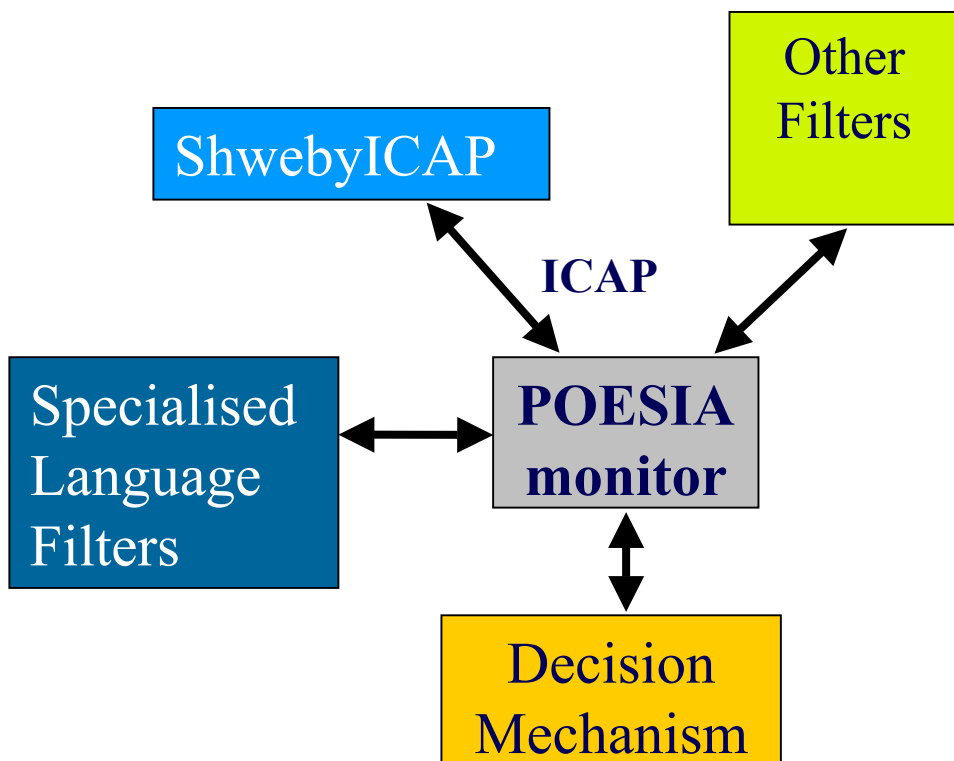 Other
Filters
ShwebyICAP
ICAP
Specialised
Language
Filters
POESIA
monitor
Decision
Mechanism